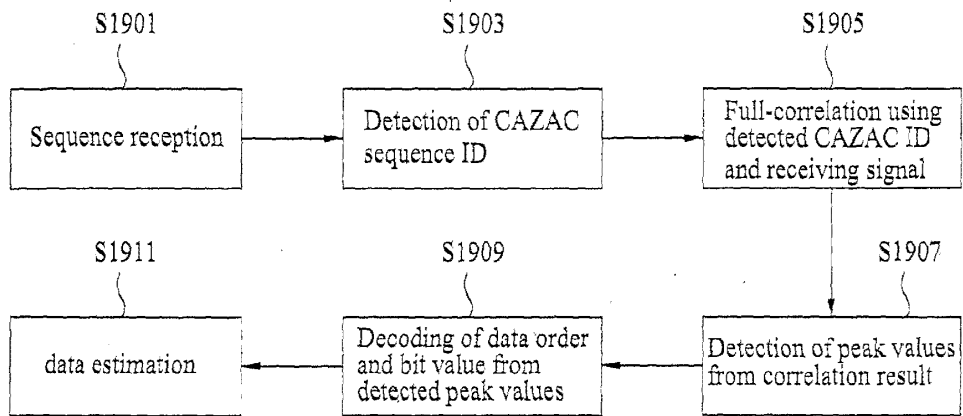 S1901
S1903
S1905
Sequence reception
Detection of CAZAC
sequence ID
Full-correlation using
detected CAZAC ID
and receiving signal
S1911
S1909
S1907
data estimation
Decoding of data order
and bit value from
detected peak values
Detection of peak values
from correlation result